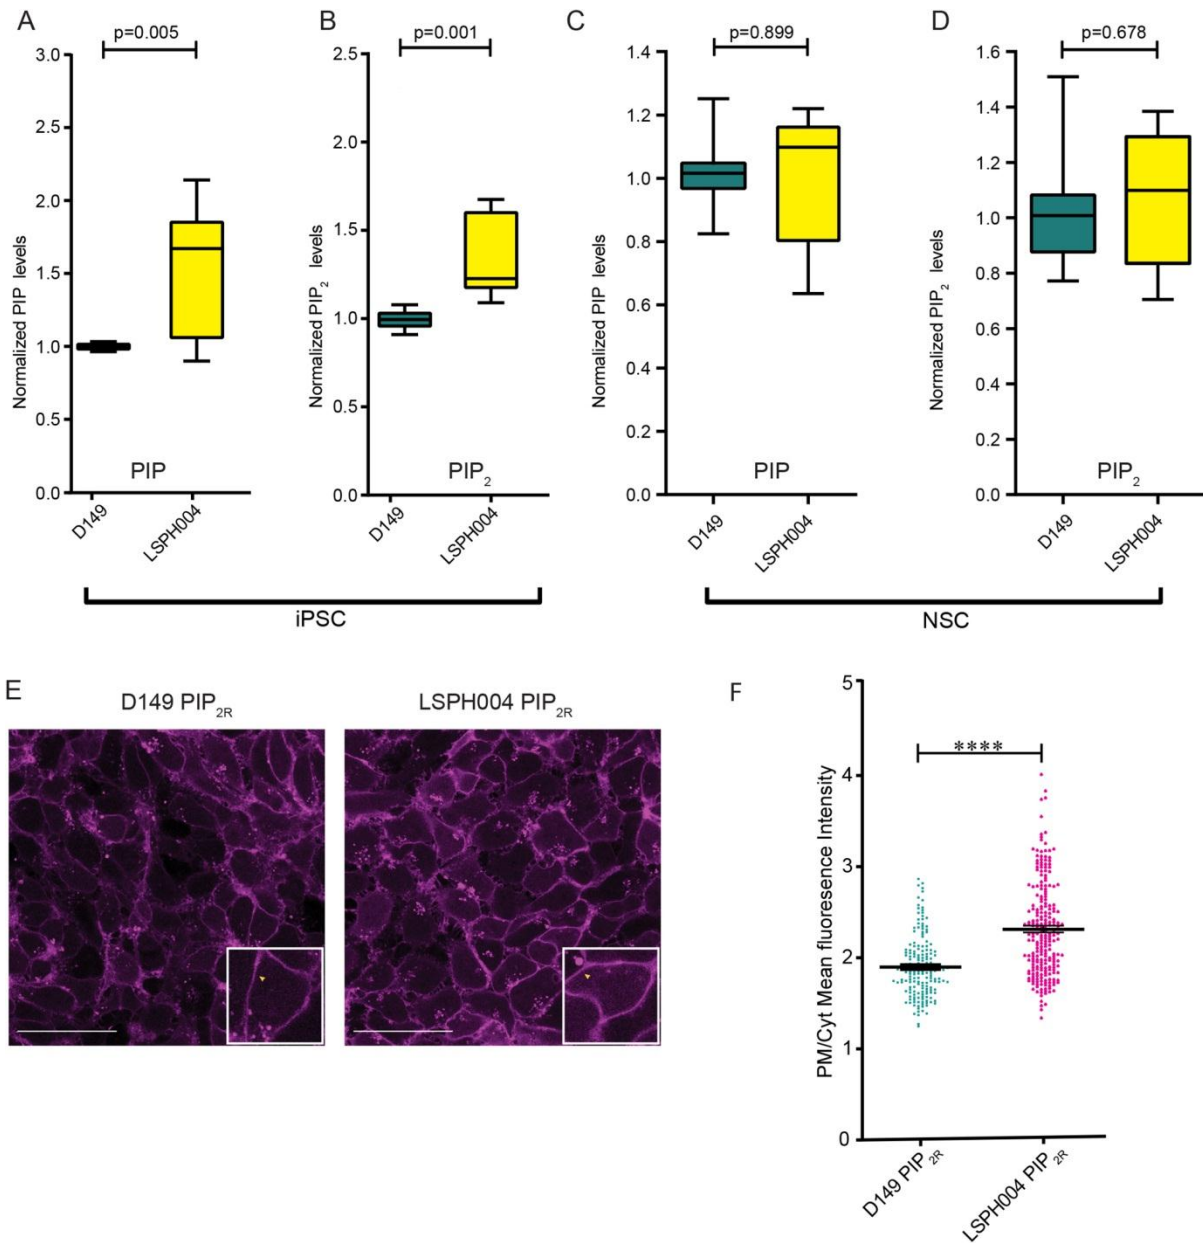 A
p=0.005
3.0
2.5
2.0
1.5
1.0
0.5
0.0
Normalized PIP levels
PIP
D149
LSPH004
B
p=0.001
2.5
2.0
1.5
1.0
0.5
0.0
Normalized PIP2 levels
PIP2
D149
LSPH004
iPSC
C
p=0.899
1.4
1.2
1.0
0.8
0.6
0.4
0.2
0.0
Normalized PIP levels
PIP
D149
LSPH004
D
p=0.678
1.6
1.4
1.2
1.0
0.8
0.6
0.4
0.2
0.0
Normalized PIP2 levels
PIP2
D149
LSPH004
NSC
E
D149 PIP2R
LSPH004 PIP2R
F
5
4
3
2
1
0
PM/Cyt Mean fluoresence Intensity
****
D149 PIP 2R
LSPH004 PIP 2R